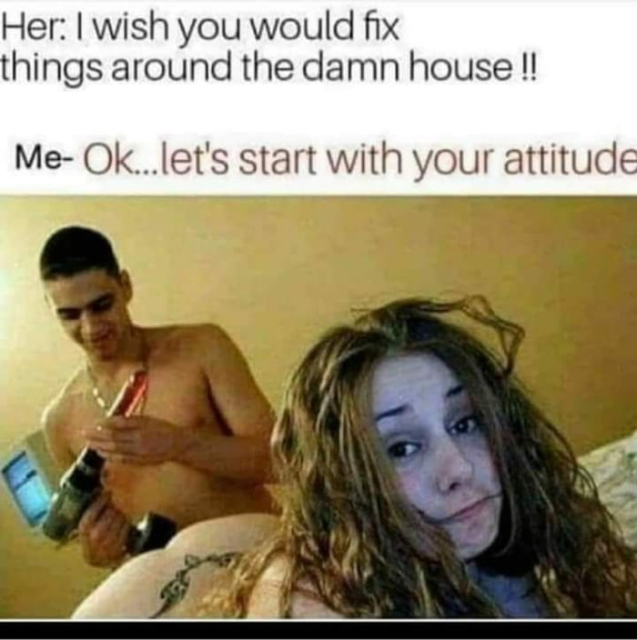 Her: I wish you would fix
things around the damn house !!
Me- Ok...let's start with your attitude